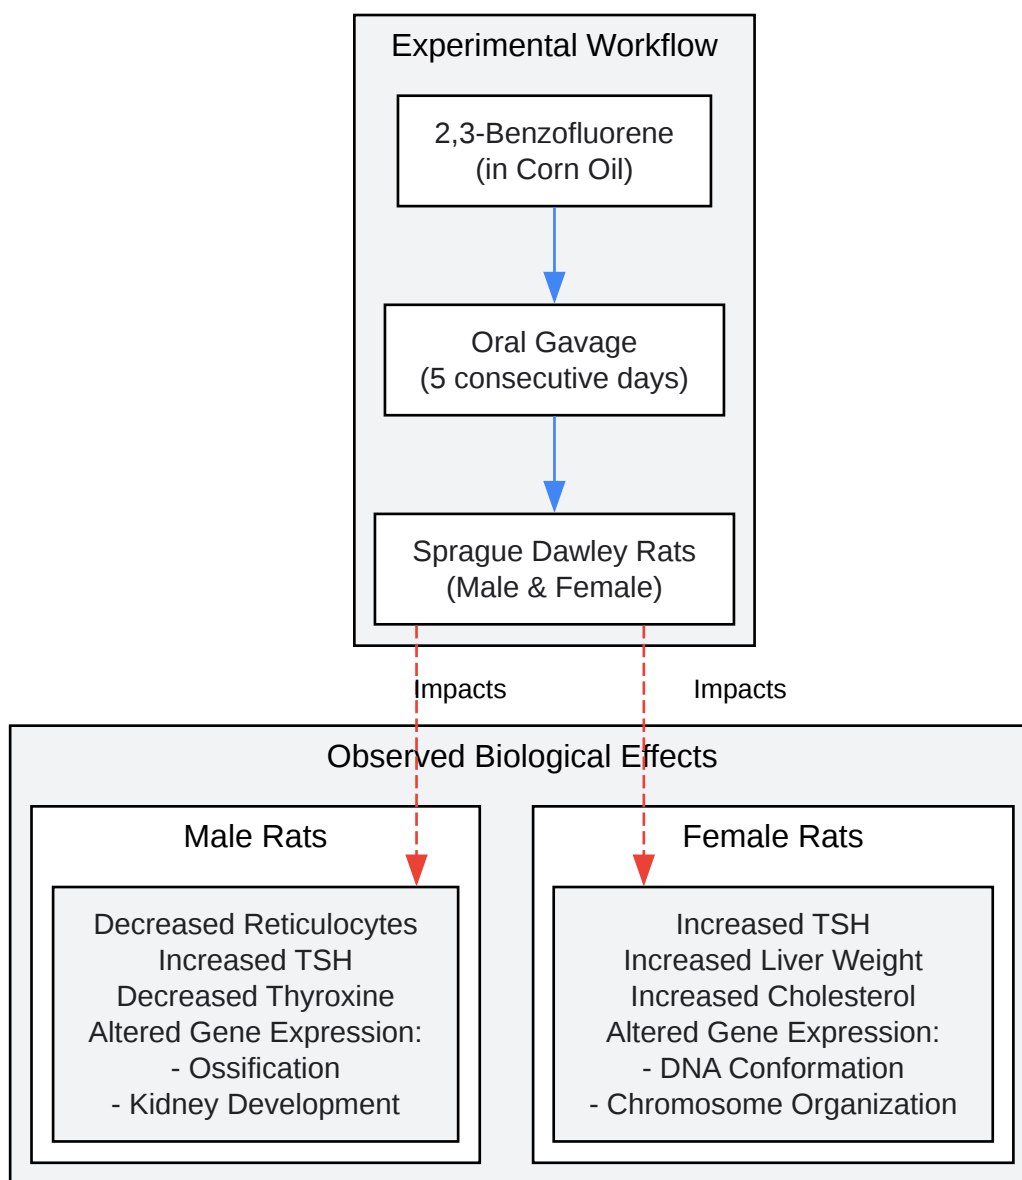 Experimental Workflow
2,3-Benzofluorene
(in Corn Oil)
Oral Gavage
(5 consecutive days)
Sprague Dawley Rats
(Male & Female)
Impacts
Impacts
Observed Biological Effects
Male Rats
Decreased Reticulocytes
Increased TSH
Decreased Thyroxine
Altered Gene Expression:
- Ossification
- Kidney Development
Female Rats
Increased TSH
Increased Liver Weight
Increased Cholesterol
Altered Gene Expression:
- DNA Conformation
- Chromosome Organization